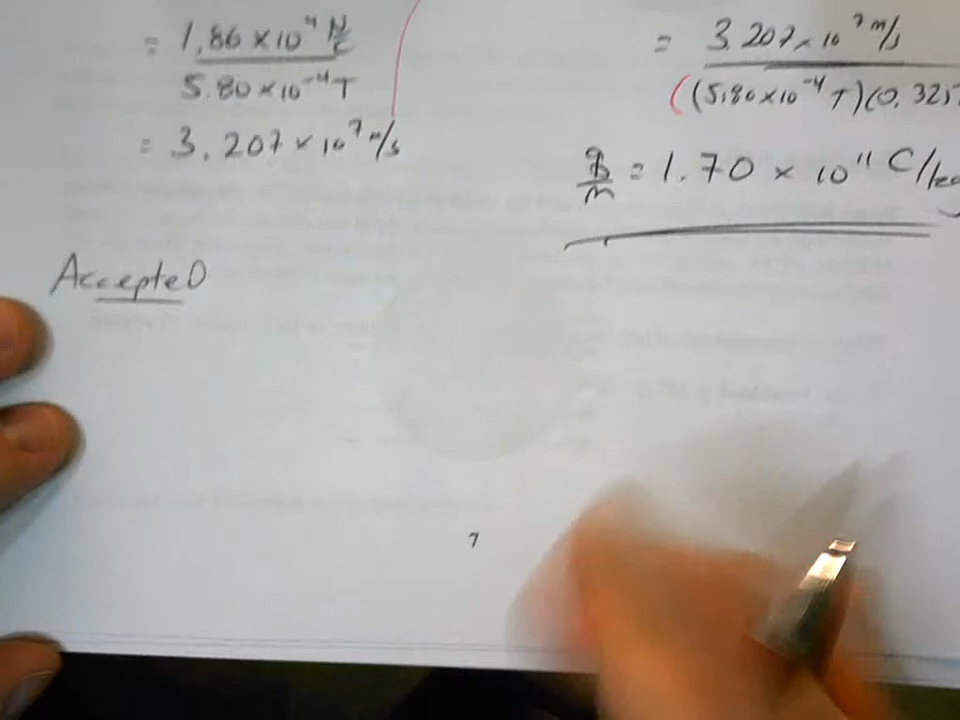 = 1.86 × 10⁴ N/C
5.80 × 10⁻⁴ T
= 3.207 × 10⁷ m/s
= 3.207 × 10⁷ m/s
((5.80 × 10⁻⁴ T)(0.325
q/m = 1.70 × 10¹¹ C/kg
AccepteD
7